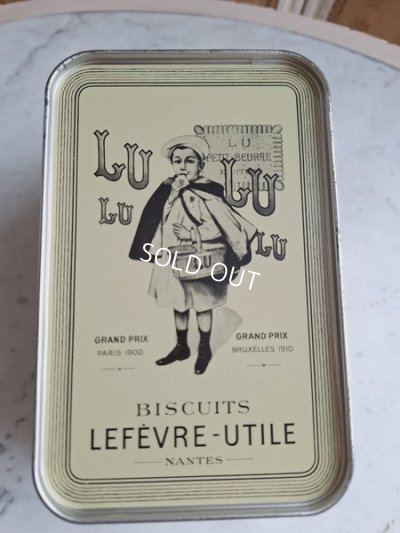 LU
LU
LU
PETIT-BEURRE
LU
LU
LU
SOLD OUT
GRAND PRIX
PARIS 1900
GRAND PRIX
BRUXELLES 1910
BISCUITS
LEFÈVRE-UTILE
NANTES